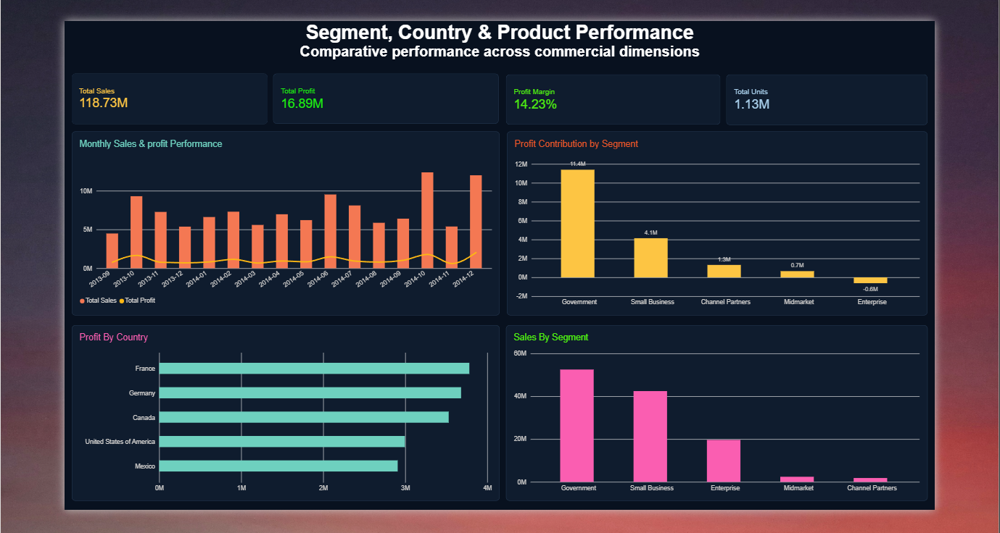 Segment, Country & Product Performance
Comparative performance across commercial dimensions
Total Sales
118.73M
Total Profit
16.89M
Profit Margin
14.23%
Total Units
1.13M
Monthly Sales & profit Performance
10M
5M
0M
2013-09
2013-10
2013-11
2013-12
2014-01
2014-02
2014-03
2014-04
2014-05
2014-06
2014-07
2014-08
2014-09
2014-10
2014-11
2014-12
Total Sales Total Profit
Profit Contribution by Segment
12M
10M
8M
6M
4M
2M
0M
-2M
11.4M
4.1M
1.3M
0.7M
-0.6M
Government Small Business Channel Partners Midmarket Enterprise
Profit By Country
France
Germany
Canada
United States of America
Mexico
0M 1M 2M 3M 4M
Sales By Segment
60M
40M
20M
0M
Government Small Business Enterprise Midmarket Channel Partners